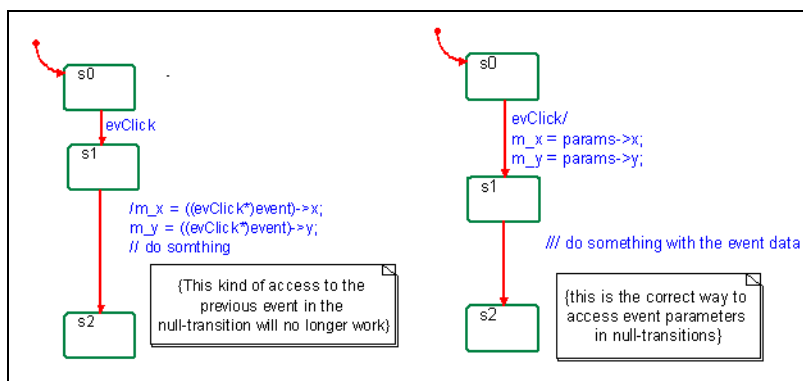 s0
evClick
s1
/m_x = ((evClick*)event)->x;
m_y = ((evClick*)event)->y;
// do somthing
{This kind of access to the
previous event in the
null-transition will no longer work}
s2
s0
evClick/
m_x = params->x;
m_y = params->y;
s1
/// do something with the event data
{this is the correct way to
access event parameters
in null-transitions}
s2